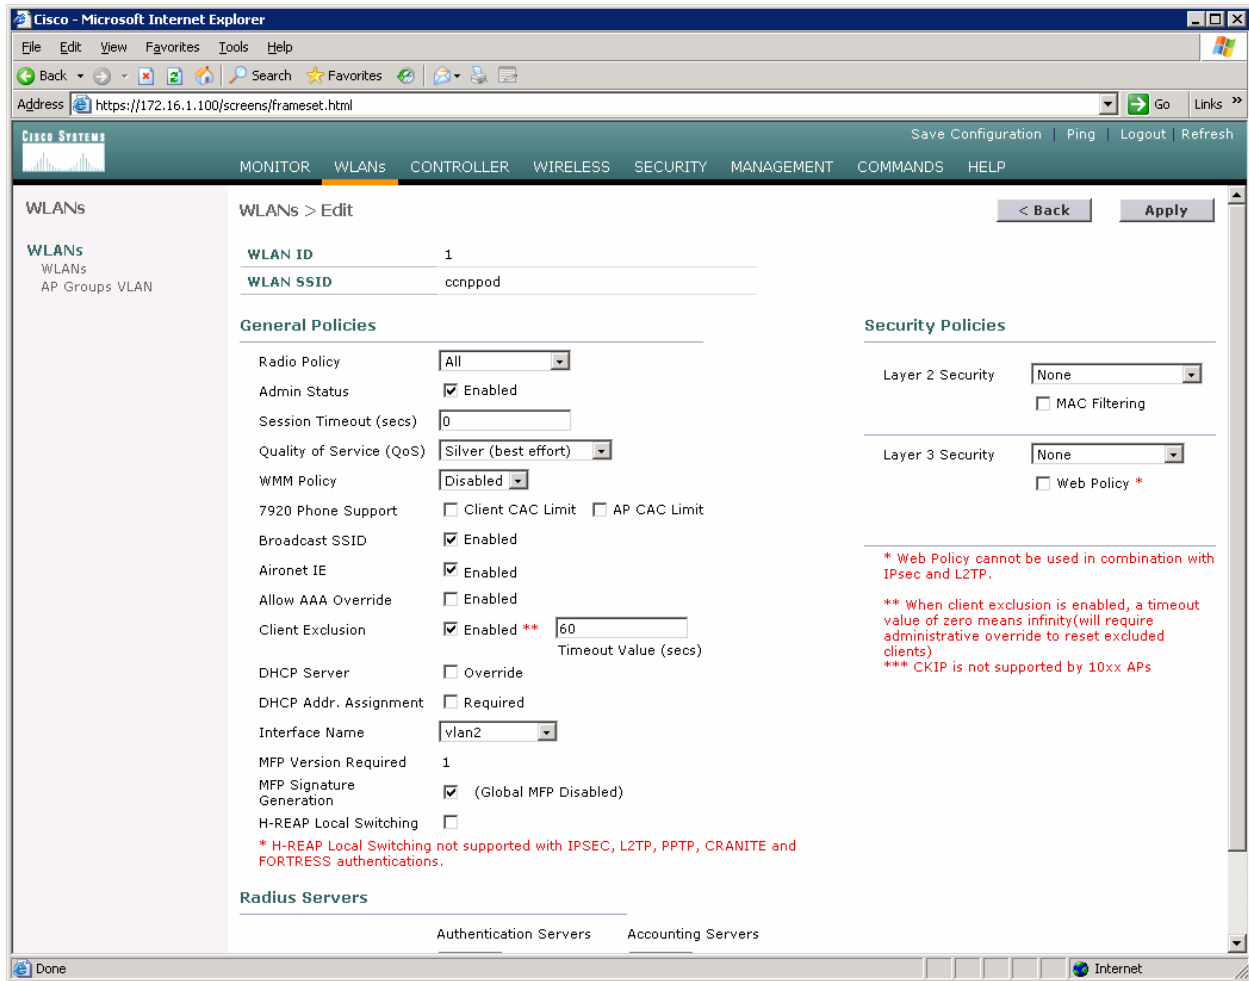 Cisco - Microsoft Internet Explorer
File Edit View Favorites Tools Help
Back Search Favorites
Address https://172.16.1.100/screens/frameset.html Go Links »
CISCO SYSTEMS
Save Configuration | Ping | Logout | Refresh
MONITOR WLANs CONTROLLER WIRELESS SECURITY MANAGEMENT COMMANDS HELP
WLANs
WLANs
WLANs
AP Groups VLAN
WLANs > Edit
< Back Apply
WLAN ID 1
WLAN SSID ccnppod
General Policies
Radio Policy All
Admin Status Enabled
Session Timeout (secs) 0
Quality of Service (QoS) Silver (best effort)
WMM Policy Disabled
7920 Phone Support Client CAC Limit AP CAC Limit
Broadcast SSID Enabled
Aironet IE Enabled
Allow AAA Override Enabled
Client Exclusion Enabled ** 60
Timeout Value (secs)
DHCP Server Override
DHCP Addr. Assignment Required
Interface Name vlan2
MFP Version Required 1
MFP Signature
Generation (Global MFP Disabled)
H-REAP Local Switching
* H-REAP Local Switching not supported with IPSEC, L2TP, PPTP, CRANITE and
FORTRESS authentications.
Security Policies
Layer 2 Security None
MAC Filtering
Layer 3 Security None
Web Policy *
* Web Policy cannot be used in combination with
IPsec and L2TP.
** When client exclusion is enabled, a timeout
value of zero means infinity(will require
administrative override to reset excluded
clients)
*** CKIP is not supported by 10xx APs
Radius Servers
Authentication Servers Accounting Servers
Done Internet